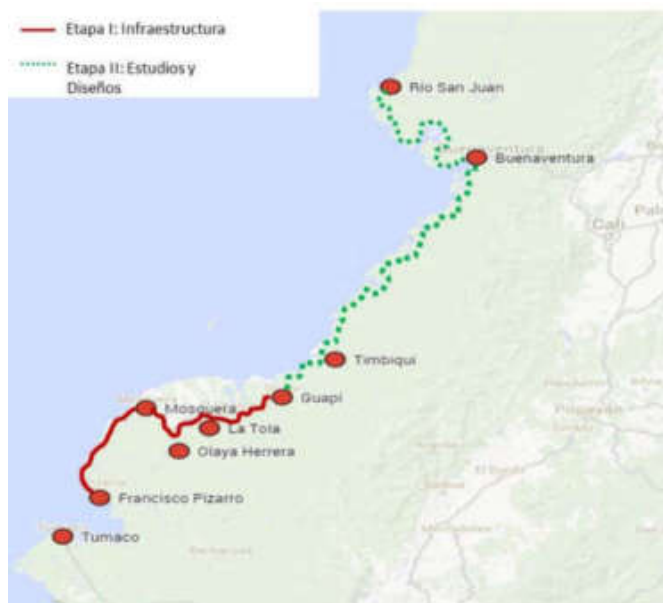 Etapa I: Infraestructura
Etapa II: Estudios y
Diseños
Río San Juan
Buenaventura
Cali
Timbiqui
Guapi
Mosquera
La Tola
Olaya Herrera
Francisco Pizarro
Tumaco